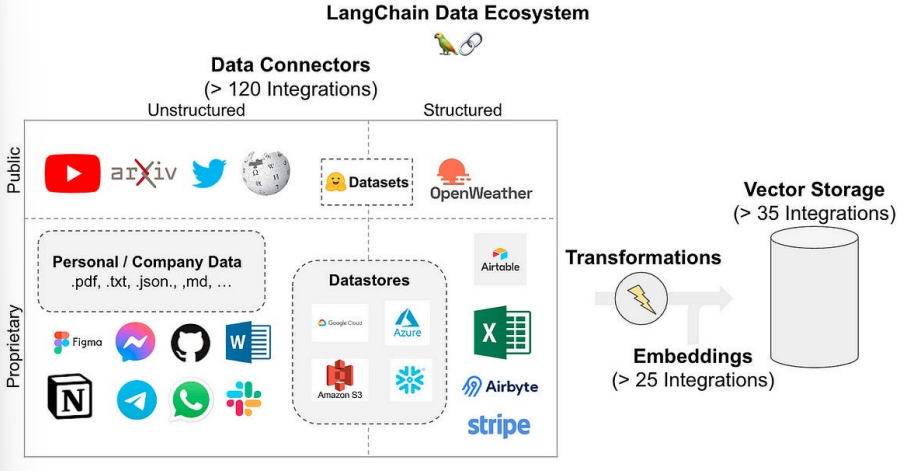 LangChain Data Ecosystem
Data Connectors
(> 120 Integrations)
Unstructured
Structured
Public
arXiv
Datasets
OpenWeather
Vector Storage
(> 35 Integrations)
Proprietary
Personal / Company Data
.pdf, .txt, .json., ,md, …
Datastores
Airtable
Transformations
Google Cloud
Azure
Figma
W
X
Embeddings
(> 25 Integrations)
N
Amazon S3
Airbyte
stripe